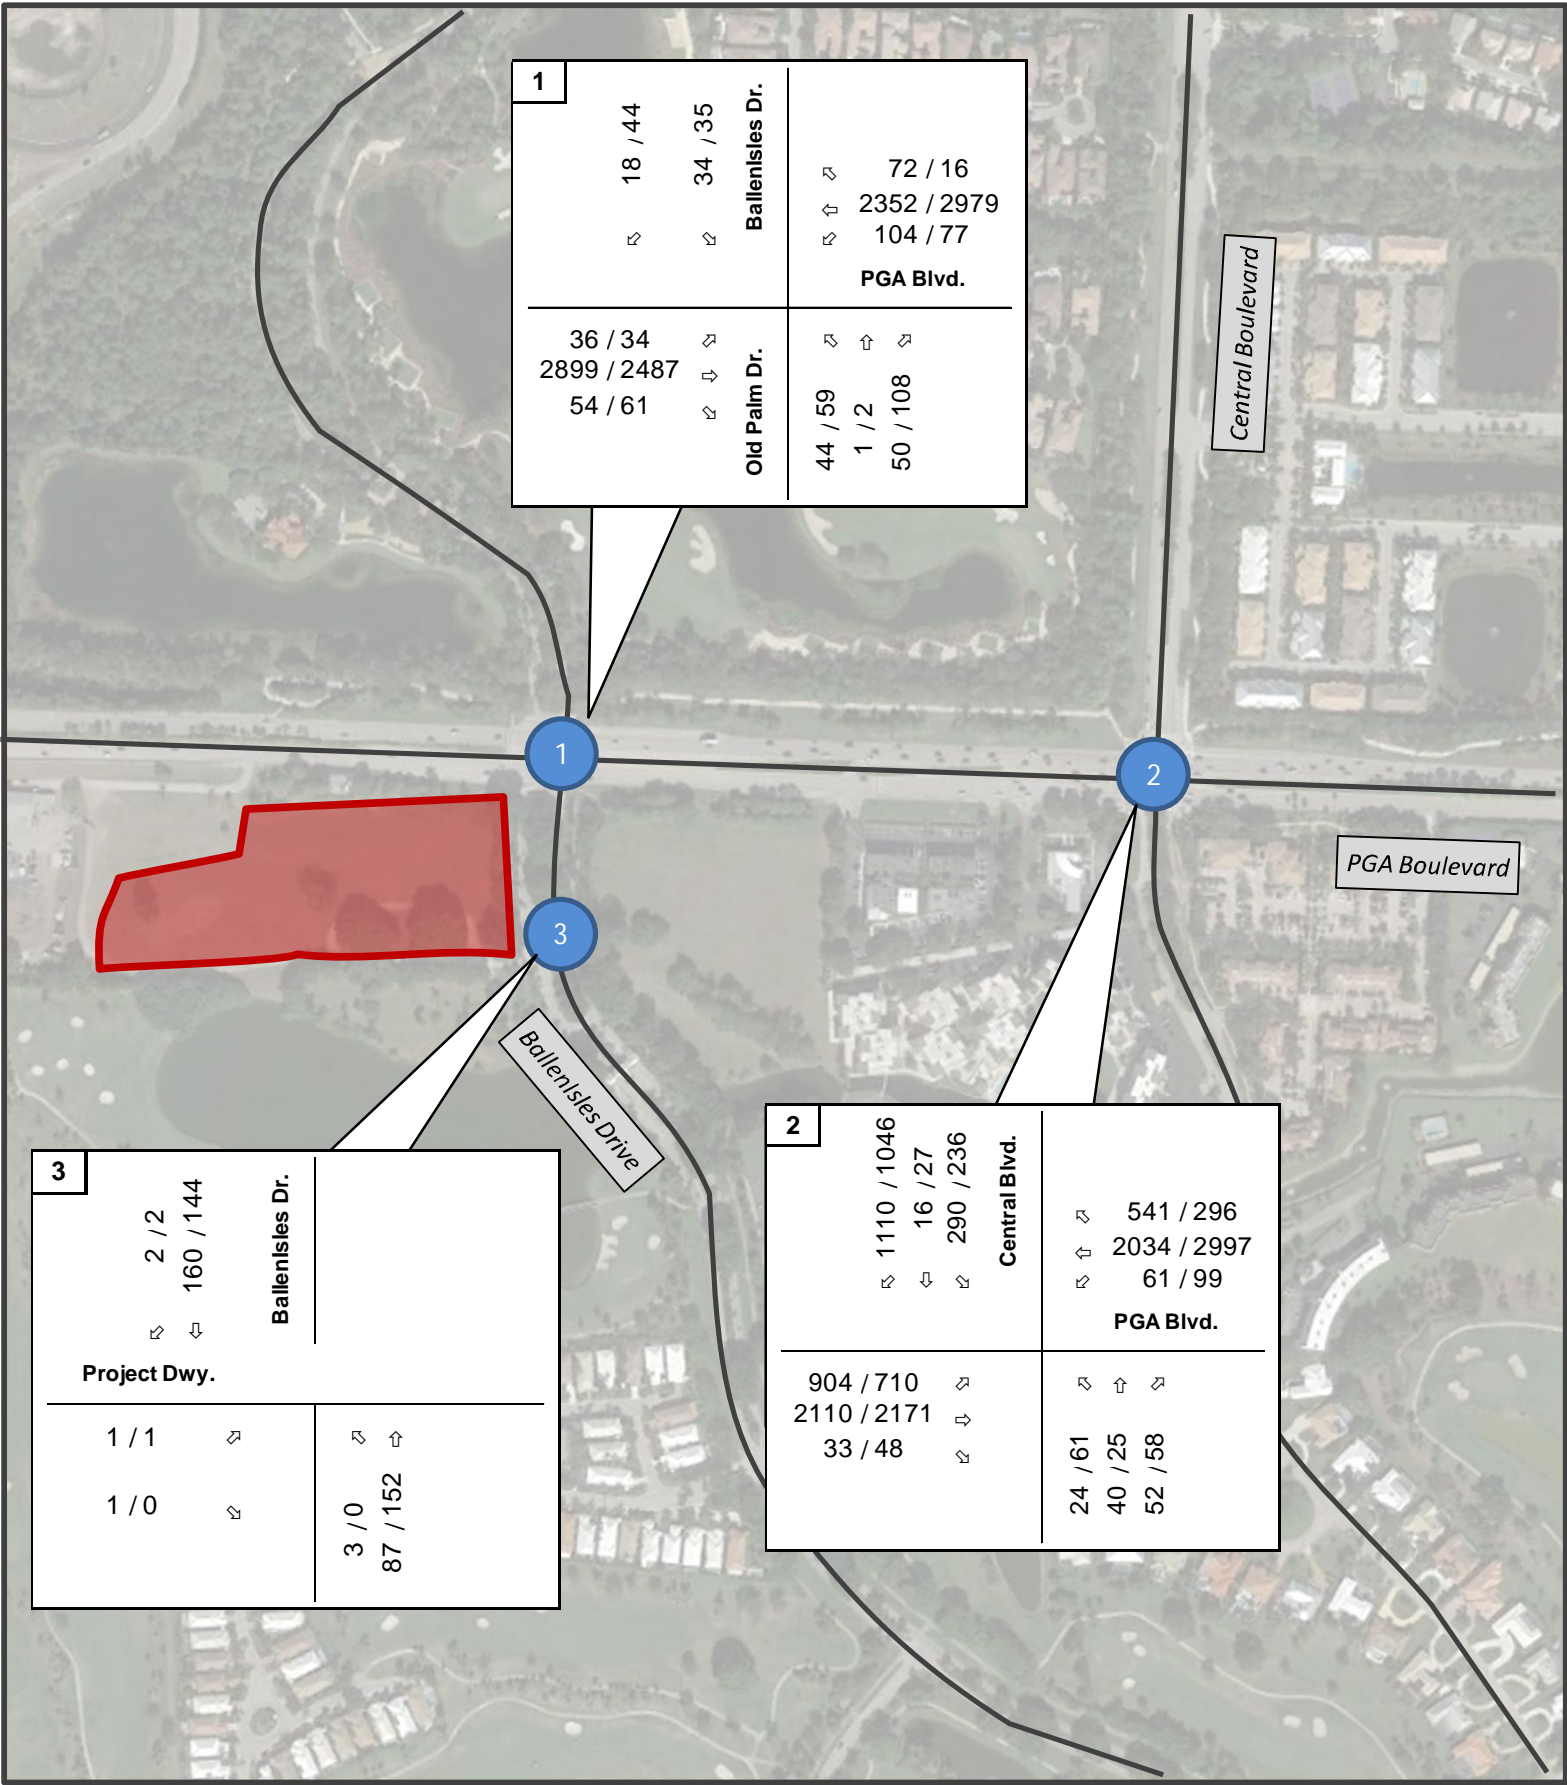 1
18 / 44
34 / 35
BallenIsles Dr.
72 / 16
2352 / 2979
104 / 77
PGA Blvd.
36 / 34
2899 / 2487
54 / 61
Old Palm Dr.
44 / 59
1 / 2
50 / 108
Central Boulevard
1
2
PGA Boulevard
3
BallenIsles Drive
2
1110 / 1046
16 / 27
290 / 236
Central Blvd.
541 / 296
2034 / 2997
61 / 99
PGA Blvd.
904 / 710
2110 / 2171
33 / 48
24 / 61
40 / 25
52 / 58
3
2 / 2
160 / 144
BallenIsles Dr.
Project Dwy.
1 / 1
1 / 0
3 / 0
87 / 152